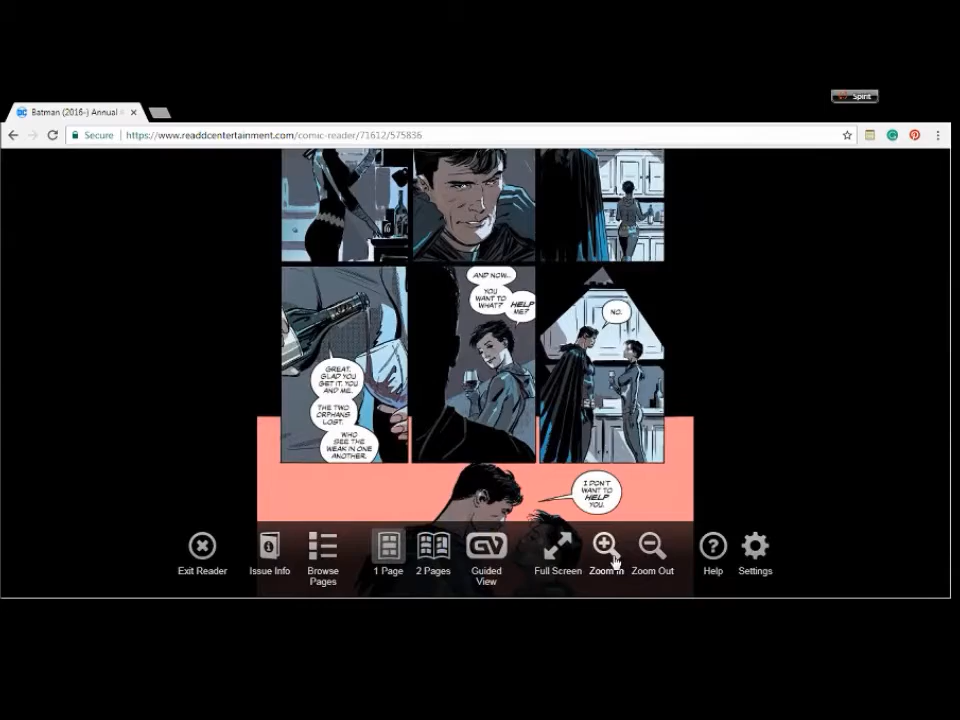 Spirit
DC Batman (2016-) Annual
Secure https://www.readdcentertainment.com/comic-reader/71612/575836
AND NOW...
YOU
WANT TO
WHAT?
HELP
ME?
NO.
GREAT.
GLAD YOU
GET IT. YOU
AND ME.
THE TWO
ORPHANS
LOST.
WHO
SEE THE
WEAK IN ONE
ANOTHER.
I DON'T
WANT TO
HELP
YOU.
GV
Exit Reader
Issue Info
Browse
Pages
1 Page
2 Pages
Guided
View
Full Screen
Zoom In
Zoom Out
Help
Settings